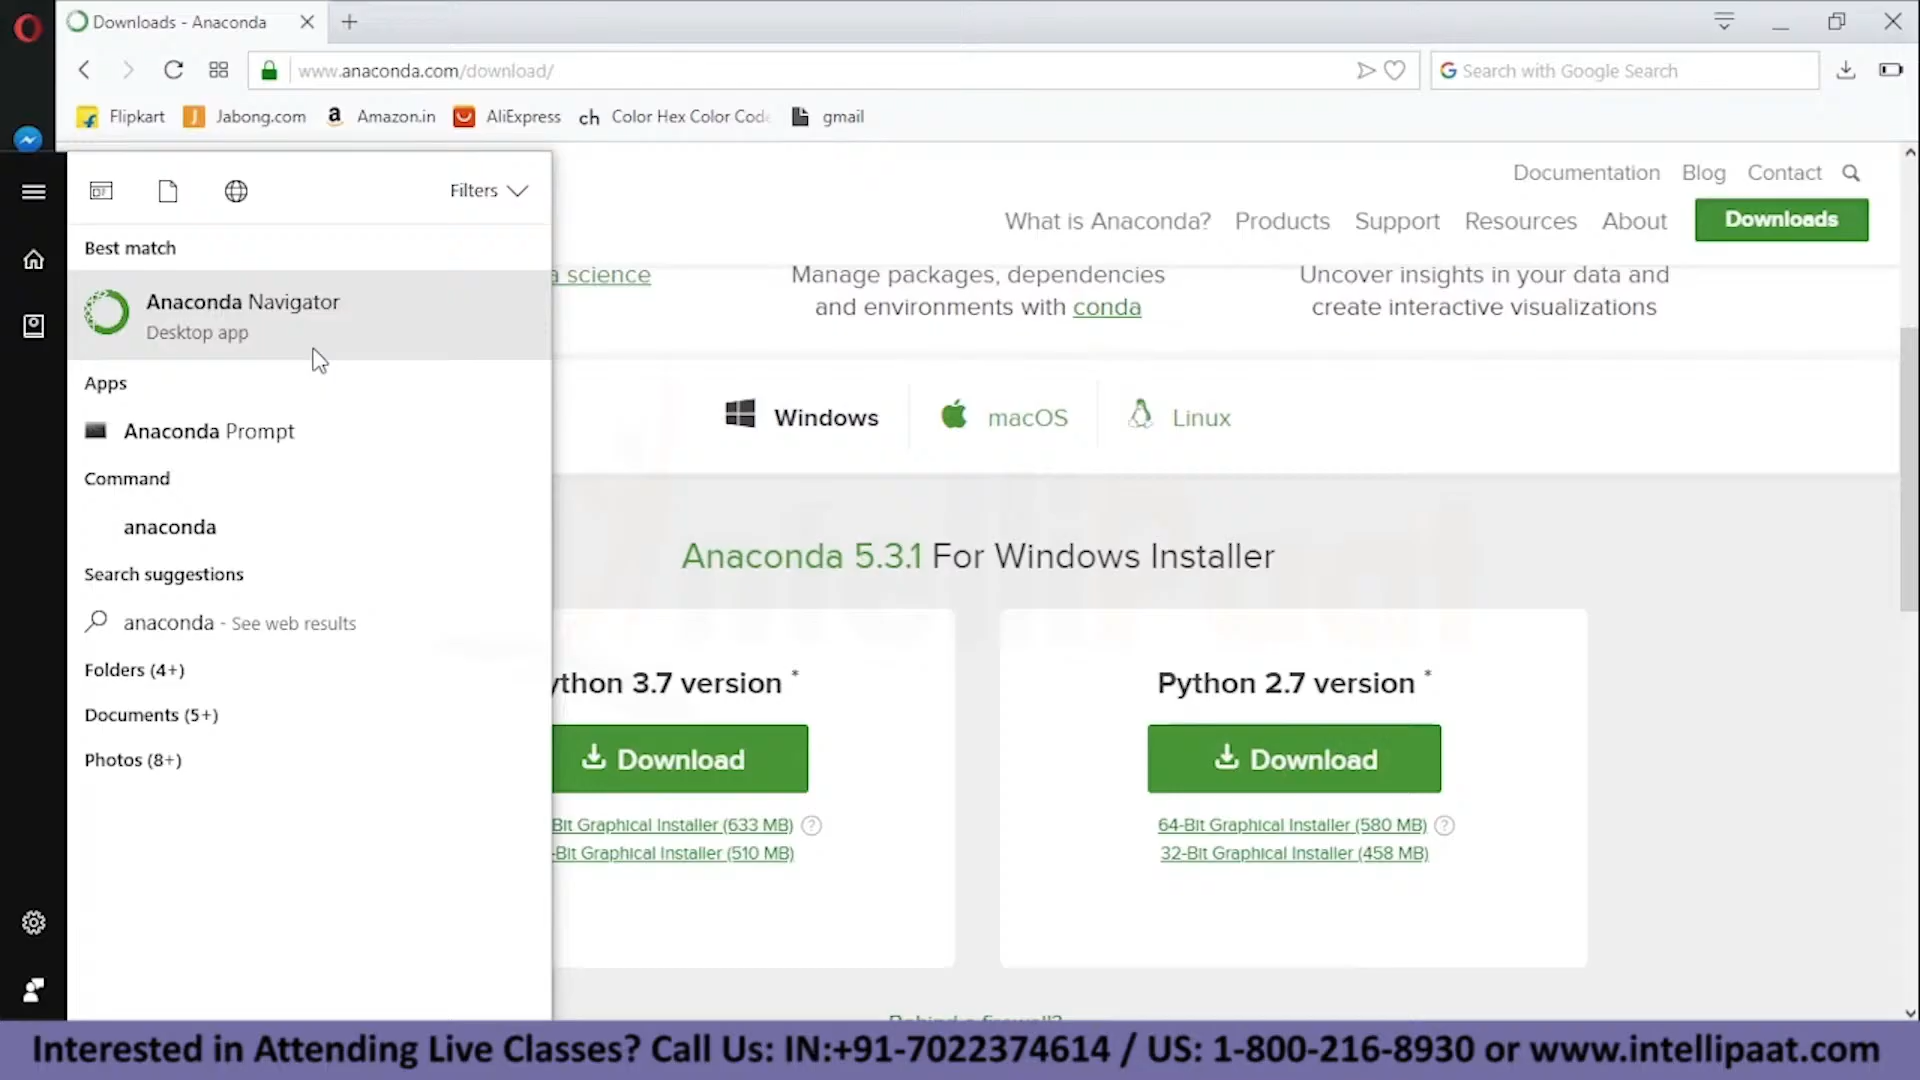 Downloads - Anaconda
www.anaconda.com/download/
Search with Google Search
Flipkart
Jabong.com
Amazon.in
AliExpress
ch Color Hex Color Code
gmail
Filters
Best match
Anaconda Navigator
Desktop app
Apps
Anaconda Prompt
Command
anaconda
Search suggestions
anaconda - See web results
Folders (4+)
Documents (5+)
Photos (8+)
Documentation Blog Contact
What is Anaconda? Products Support Resources About Downloads
science
Manage packages, dependencies
and environments with conda
Uncover insights in your data and
create interactive visualizations
Windows
macOS
Linux
Anaconda 5.3.1 For Windows Installer
ython 3.7 version *
Download
Bit Graphical Installer (633 MB) ?
-Bit Graphical Installer (510 MB)
Python 2.7 version *
Download
64-Bit Graphical Installer (580 MB) ?
32-Bit Graphical Installer (458 MB)
Interested in Attending Live Classes? Call Us: IN:+91-7022374614 / US: 1-800-216-8930 or www.intellipaat.com